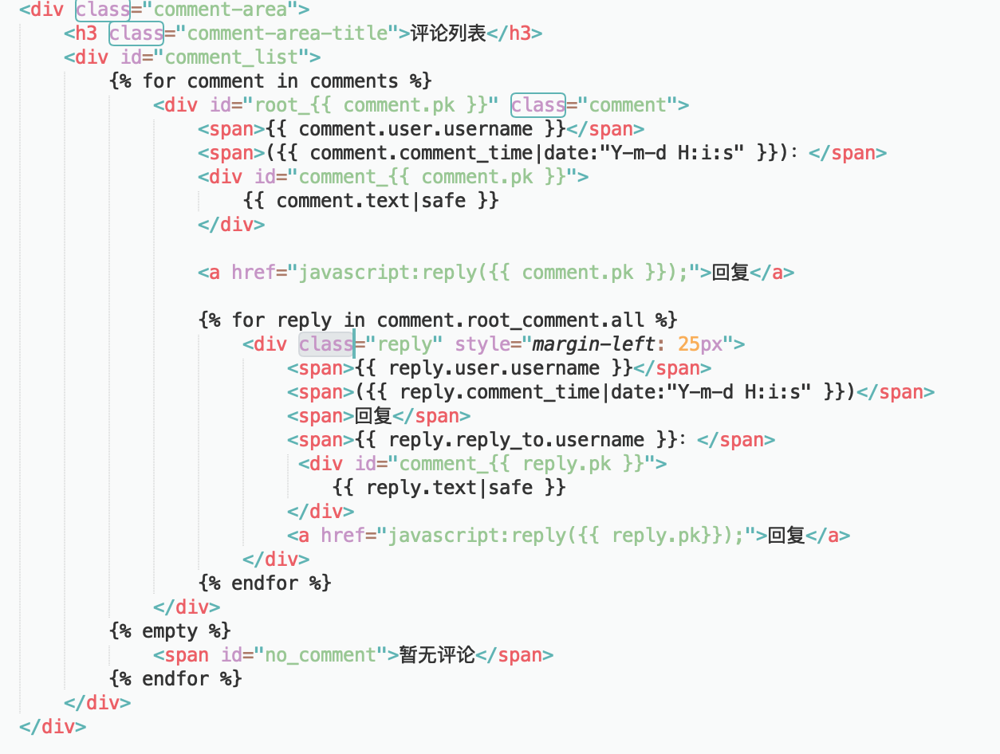 <div class="comment-area">
<h3 class="comment-area-title">评论列表</h3>
<div id="comment_list">
{% for comment in comments %}
<div id="root_{{ comment.pk }}" class="comment">
<span>{{ comment.user.username }}</span>
<span>({{ comment.comment_time|date:"Y-m-d H:i:s" }}): </span>
<div id="comment_{{ comment.pk }}">
{{ comment.text|safe }}
</div>
<a href="javascript:reply({{ comment.pk }});">回复</a>
{% for reply in comment.root_comment.all %}
<div class="reply" style="margin-left: 25px">
<span>{{ reply.user.username }}</span>
<span>({{ reply.comment_time|date:"Y-m-d H:i:s" }})</span>
<span>回复</span>
<span>{{ reply.reply_to.username }}: </span>
<div id="comment_{{ reply.pk }}">
{{ reply.text|safe }}
</div>
<a href="javascript:reply({{ reply.pk}});">回复</a>
</div>
{% endfor %}
</div>
{% empty %}
<span id="no_comment">暂无评论</span>
{% endfor %}
</div>
</div>